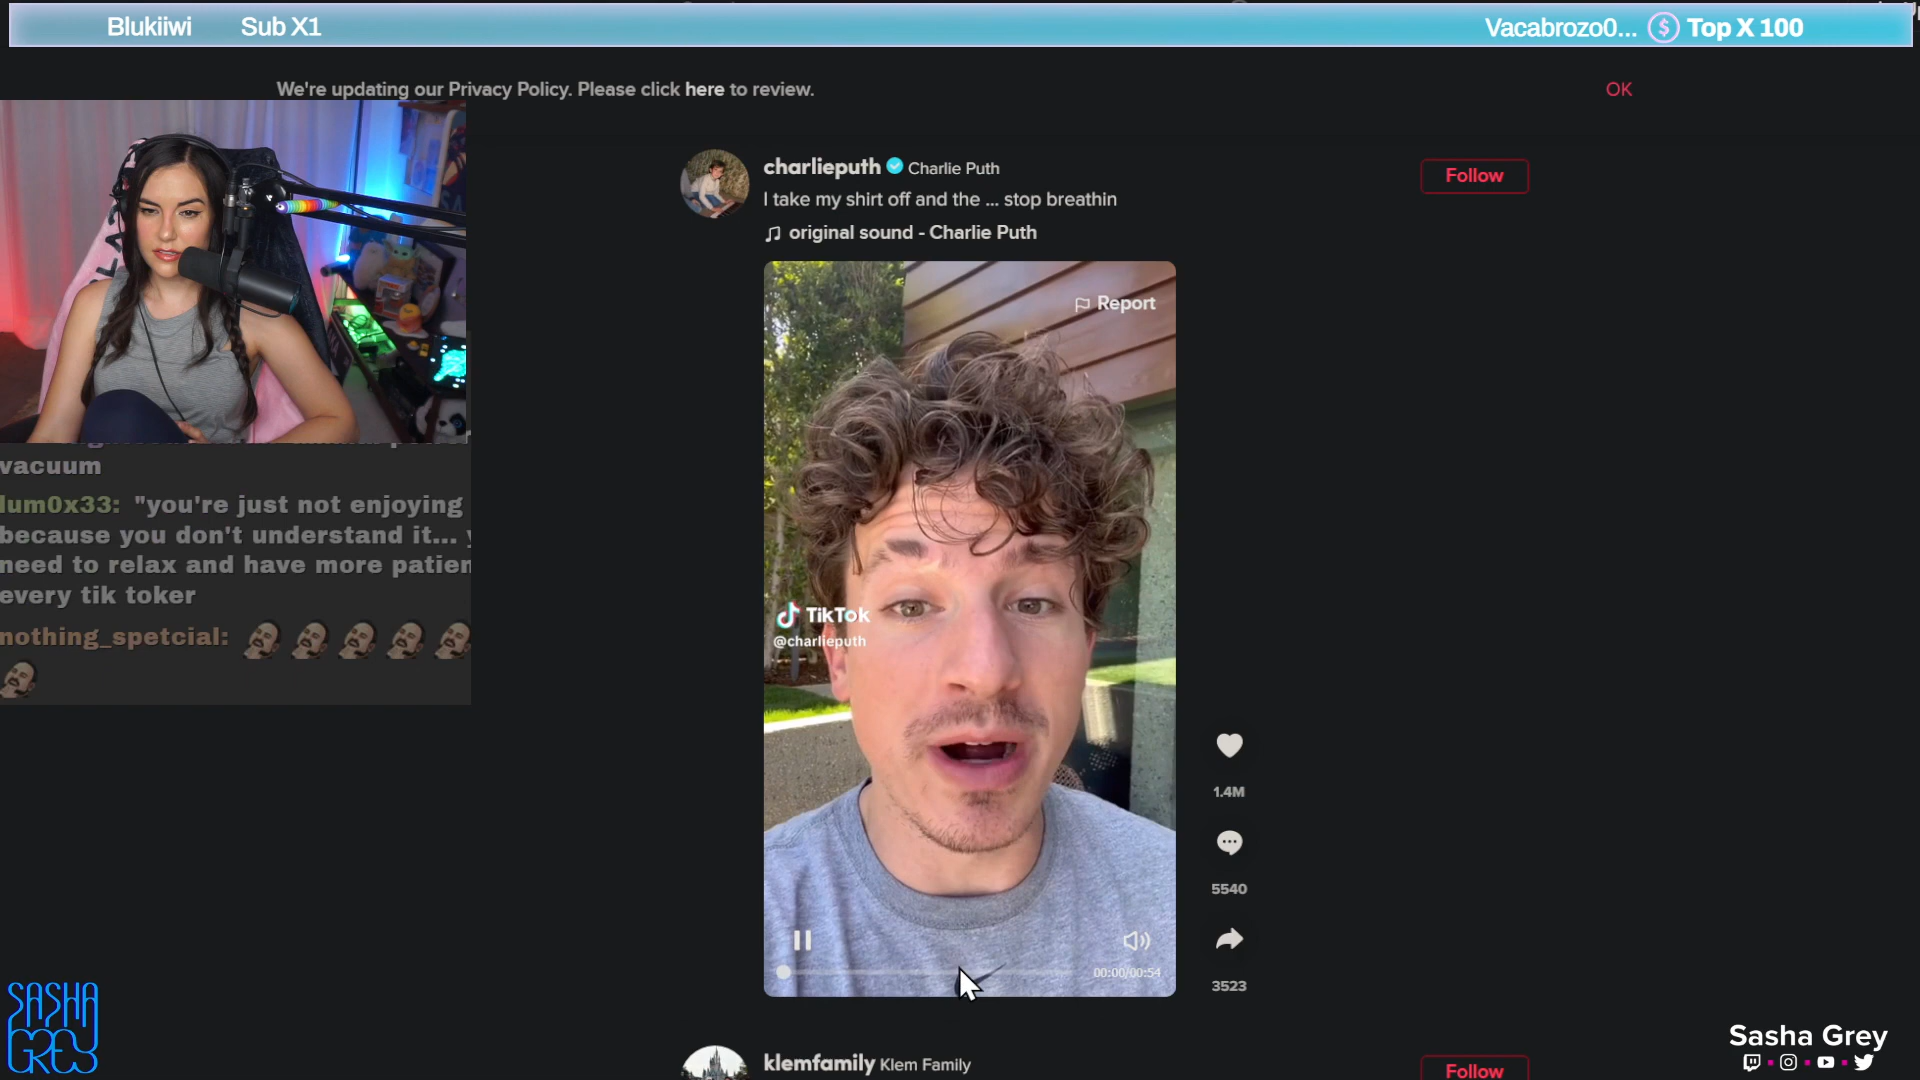 Blukiiwi Sub X1
Vacabrozo0... $ Top X 100
We're updating our Privacy Policy. Please click here to review.
OK
charlieputh Charlie Puth
Follow
I take my shirt off and the ... stop breathin
original sound - Charlie Puth
Report
vacuum
lum0x33: "you're just not enjoying
because you don't understand it...
need to relax and have more patien
every tik toker
nothing_spetcial:
TikTok
@charlieputh
1.4M
5540
00:00/00:54
3523
SASHA
GREY
Sasha Grey
klemfamily Klem Family
Follow